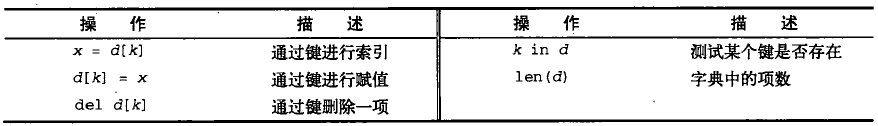 操 作 描 述 操 作 描 述
x = d[k] 通过键进行索引 k in d 测试某个键是否存在
d[k] = x 通过键进行赋值 len(d) 字典中的项数
del d[k] 通过键删除一项